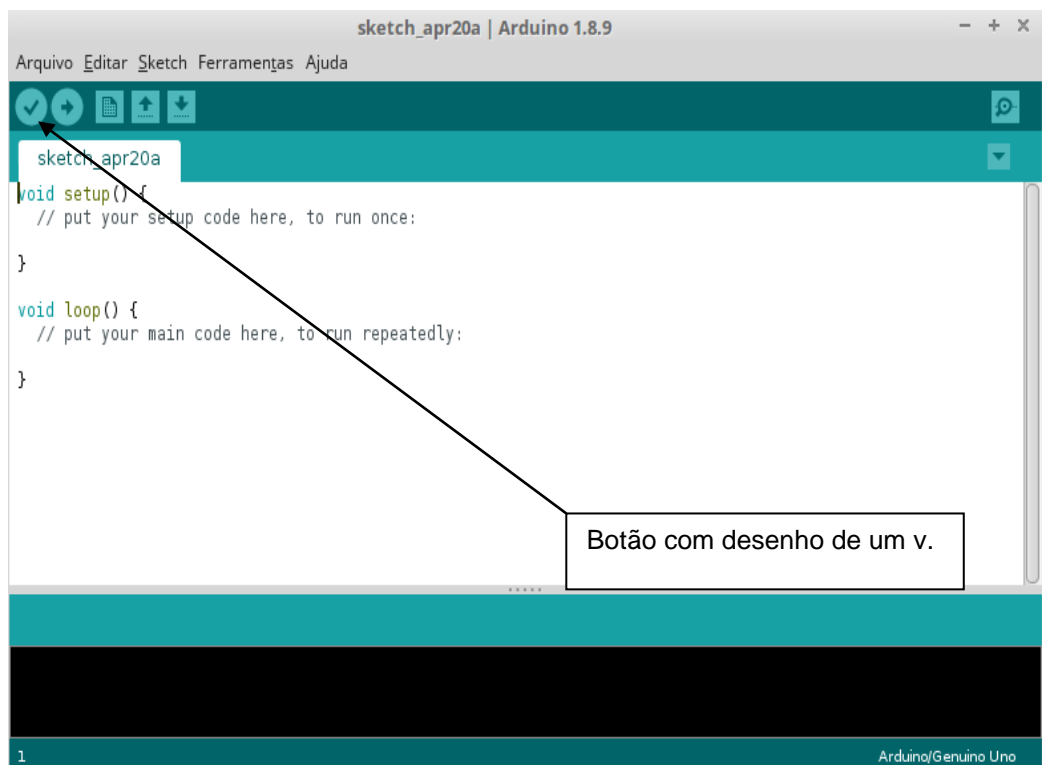 sketch_apr20a | Arduino 1.8.9
Arquivo Editar Sketch Ferramentas Ajuda
sketch_apr20a
void setup() {
  // put your setup code here, to run once:
}
void loop() {
  // put your main code here, to run repeatedly:
}
Botão com desenho de um v.
1
Arduino/Genuino Uno